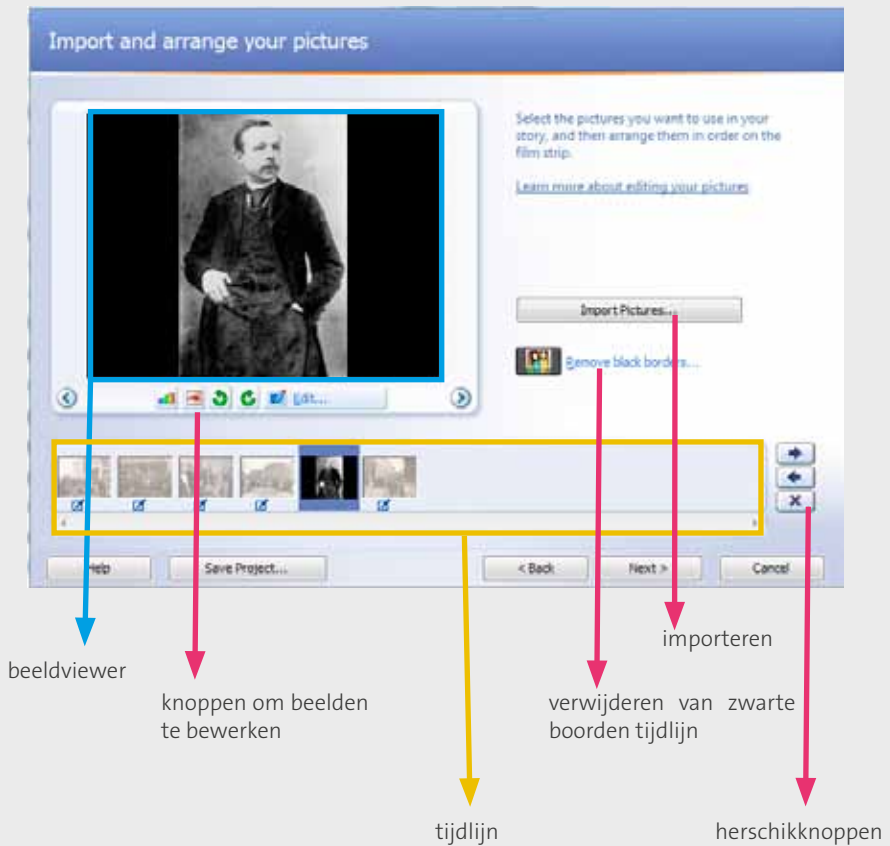 Import and arrange your pictures
Select the pictures you want to use in your
story, and then arrange them in order on the
film strip.
Learn more about editing your pictures
Import Pictures...
Remove black borders...
Edit...
Help
Save Project...
< Back
Next >
Cancel
importeren
beeldviewer
knoppen om beelden
te bewerken
verwijderen van zwarte
boorden tijdlijn
tijdlijn
herschikknoppen